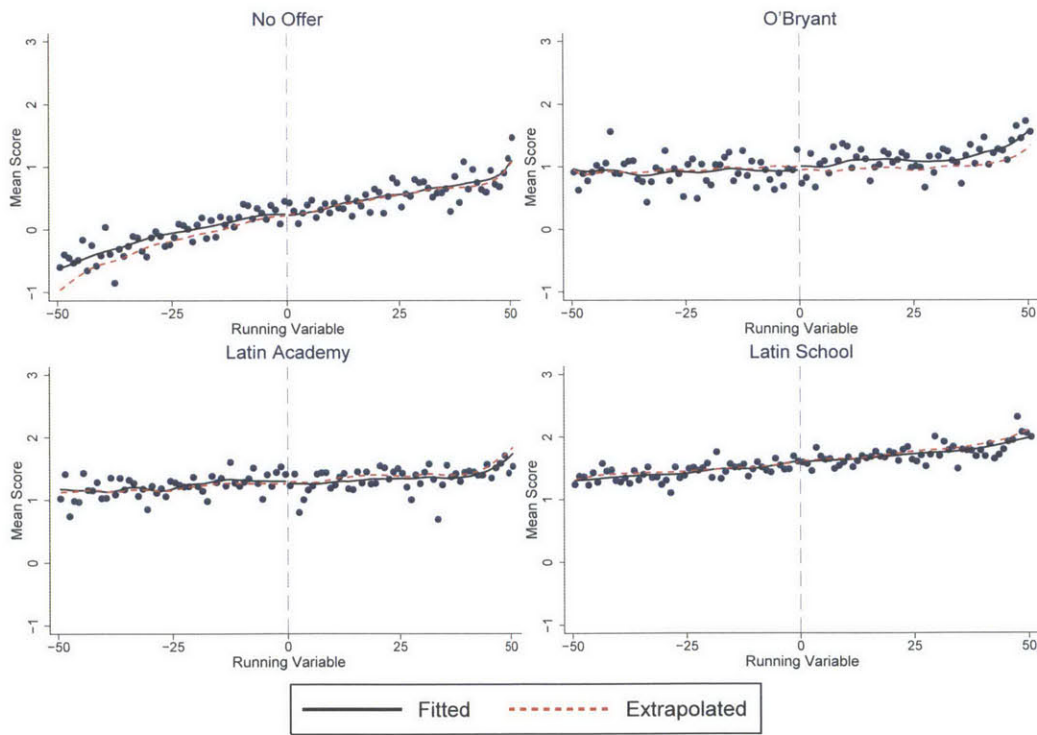 No Offer
3
2
1
0
−1
Mean Score
−50
−25
0
25
50
Running Variable
O'Bryant
3
2
1
0
−1
Mean Score
−50
−25
0
25
50
Running Variable
Latin Academy
3
2
1
0
−1
Mean Score
−50
−25
0
25
50
Running Variable
Latin School
3
2
1
0
−1
Mean Score
−50
−25
0
25
50
Running Variable
Fitted
Extrapolated